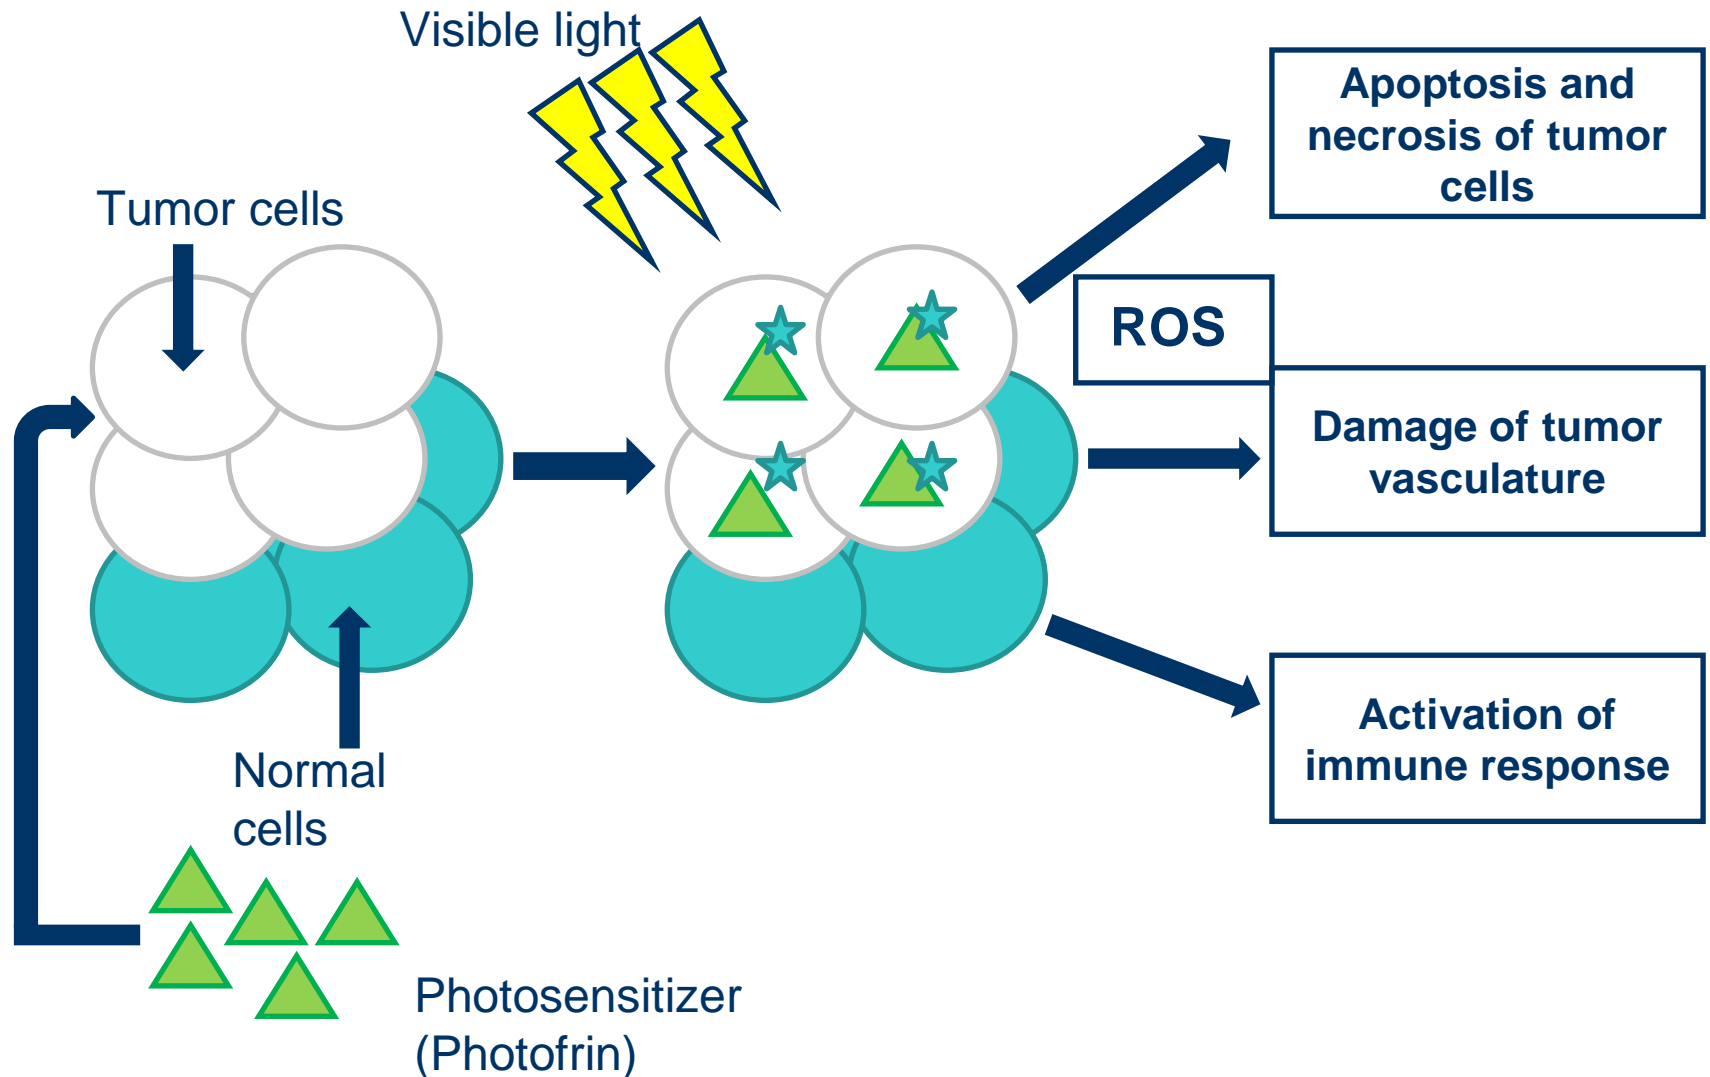 Visible light
Tumor cells
Normal
cells
Photosensitizer
(Photofrin)
ROS
Apoptosis and
necrosis of tumor
cells
Damage of tumor
vasculature
Activation of
immune response